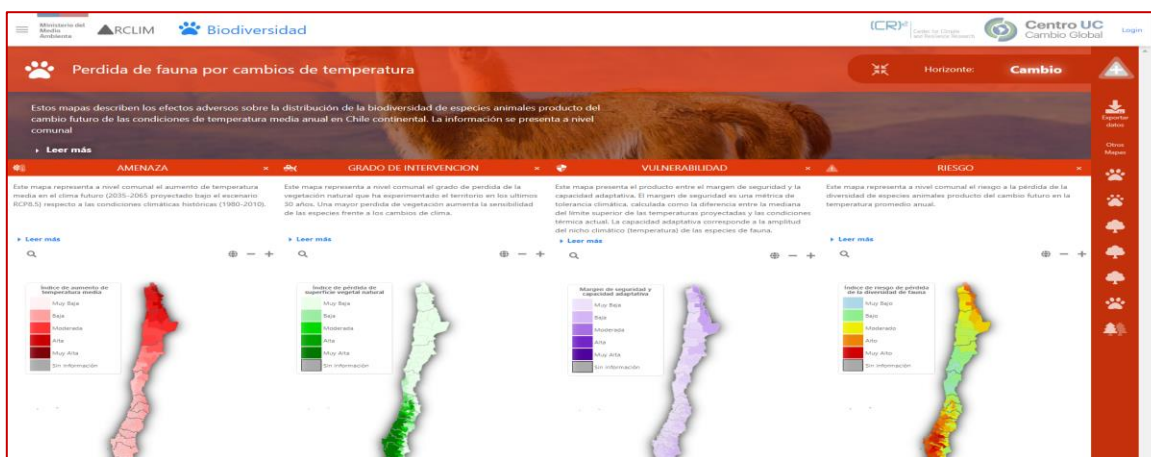 Ministerio del
Medio
Ambiente
ARCLIM
Biodiversidad
(CR)2
Center for Climate
and Resilience Research
Centro UC
Cambio Global
Login
Perdida de fauna por cambios de temperatura
Horizonte:
Cambio
Estos mapas describen los efectos adversos sobre la distribución de la biodiversidad de especies animales producto del
cambio futuro de las condiciones de temperatura media anual en Chile continental. La información se presenta a nivel
comunal
Leer más
Exportar
datos
Otros
Mapas
AMENAZA ×
Este mapa representa a nivel comunal el aumento de temperatura
media en el clima futuro (2035-2065 proyectado bajo el escenario
RCP8.5) respecto a las condiciones climáticas históricas (1980-2010).
Leer más
Índice de aumento de
temperatura media
Muy Baja
Baja
Moderada
Alta
Muy Alta
Sin información
GRADO DE INTERVENCION ×
Este mapa representa a nivel comunal el grado de perdida de la
vegetación natural que ha experimentado el territorio en los ultimos
30 años. Una mayor perdida de vegetación aumenta la sensibilidad
de las especies frente a los cambios de clima.
Leer más
Índice de pérdida de
superficie vegetal natural
Muy Baja
Baja
Moderada
Alta
Muy Alta
Sin información
VULNERABILIDAD ×
Este mapa presenta el producto entre el margen de seguridad y la
capacidad adaptativa. El margen de seguridad es una métrica de
tolerancia climática, calculada como la diferencia entre la mediana
del límite superior de las temperaturas proyectadas y las condiciones
térmica actual. La capacidad adaptativa corresponde a la amplitud
del nicho climático (temperatura) de las especies de fauna.
Leer más
Margen de seguridad y
capacidad adaptativa
Muy Baja
Baja
Moderada
Alta
Muy Alta
Sin información
RIESGO ×
Este mapa representa a nivel comunal el riesgo a la pérdida de la
diversidad de especies animales producto del cambio futuro en la
temperatura promedio anual.
Leer más
Índice de riesgo de pérdida
de la diversidad de fauna
Muy Bajo
Bajo
Moderado
Alto
Muy Alto
Sin información